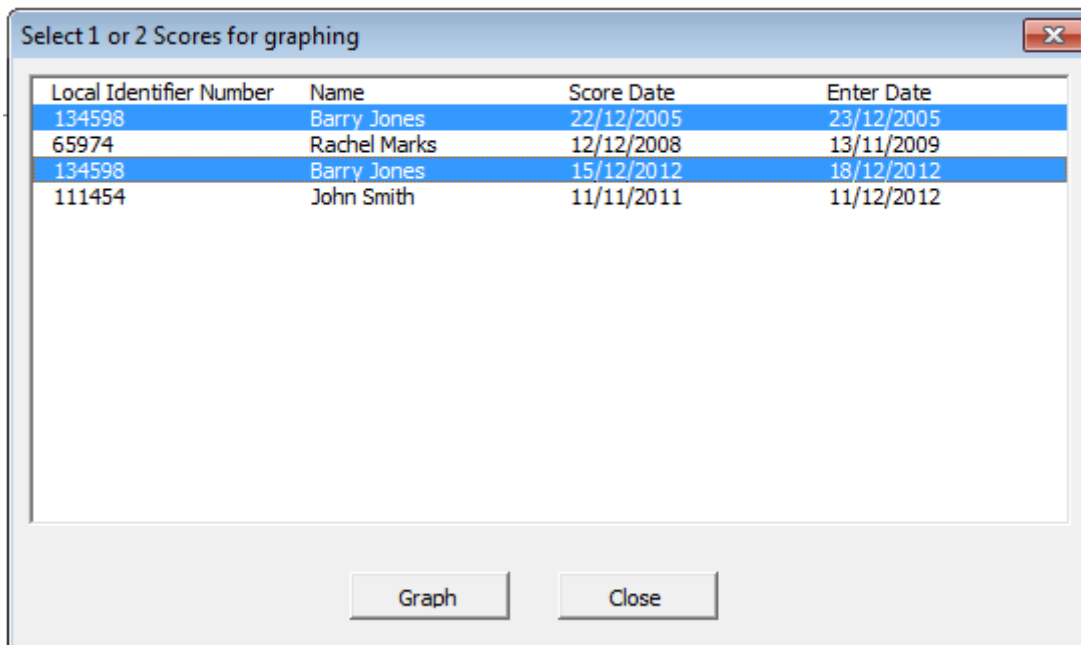 Select 1 or 2 Scores for graphing
Local Identifier Number Name Score Date Enter Date
134598 Barry Jones 22/12/2005 23/12/2005
65974 Rachel Marks 12/12/2008 13/11/2009
134598 Barry Jones 15/12/2012 18/12/2012
111454 John Smith 11/11/2011 11/12/2012
Graph Close